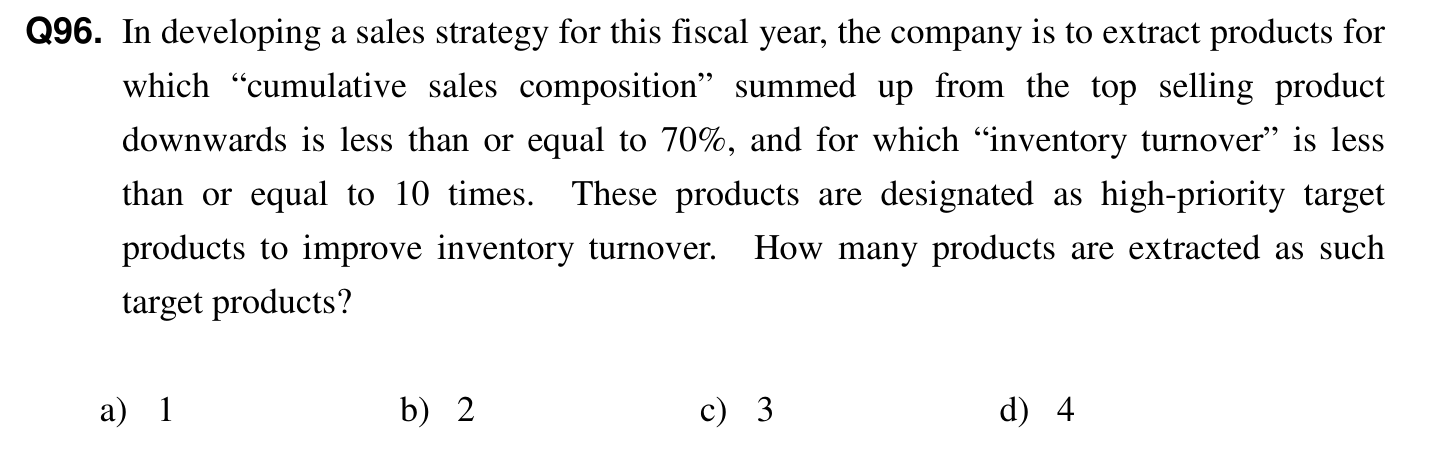 Q96. In developing a sales strategy for this fiscal year, the company is to extract products for
which “cumulative sales composition” summed up from the top selling product
downwards is less than or equal to 70%, and for which “inventory turnover” is less
than or equal to 10 times. These products are designated as high-priority target
products to improve inventory turnover. How many products are extracted as such
target products?
a) 1 b) 2 c) 3 d) 4